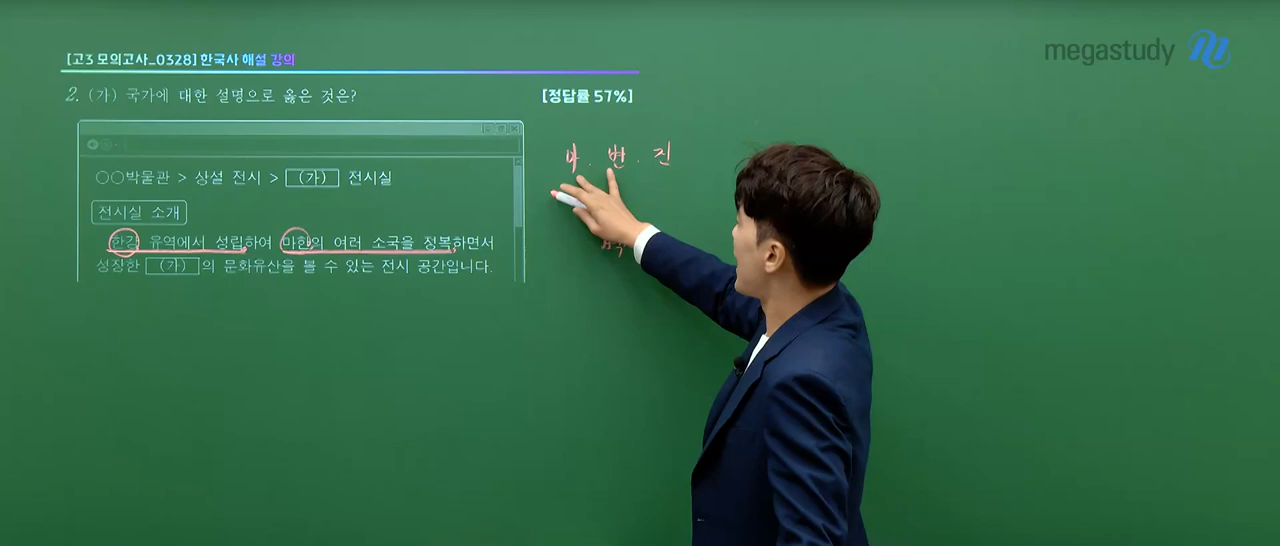 megastudy
[고3 모의고사_0328] 한국사 해설 강의
2. (가) 국가에 대한 설명으로 옳은 것은?
[정답률 57%]
○○박물관 > 상설 전시 > (가) 전시실
전시실 소개
한강 유역에서 성립하여 마한의 여러 소국을 정복하면서
성장한 (가) 의 문화유산을 볼 수 있는 전시 공간입니다.
마 . 변 . 진